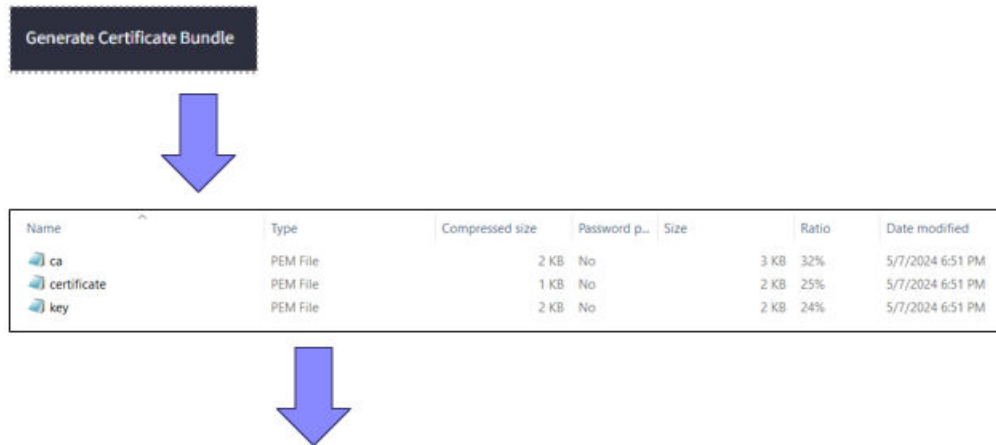 Generate Certificate Bundle
Name Type Compressed size Password p... Size Ratio Date modified
ca PEM File 2 KB No 3 KB 32% 5/7/2024 6:51 PM
certificate PEM File 1 KB No 2 KB 25% 5/7/2024 6:51 PM
key PEM File 2 KB No 2 KB 24% 5/7/2024 6:51 PM